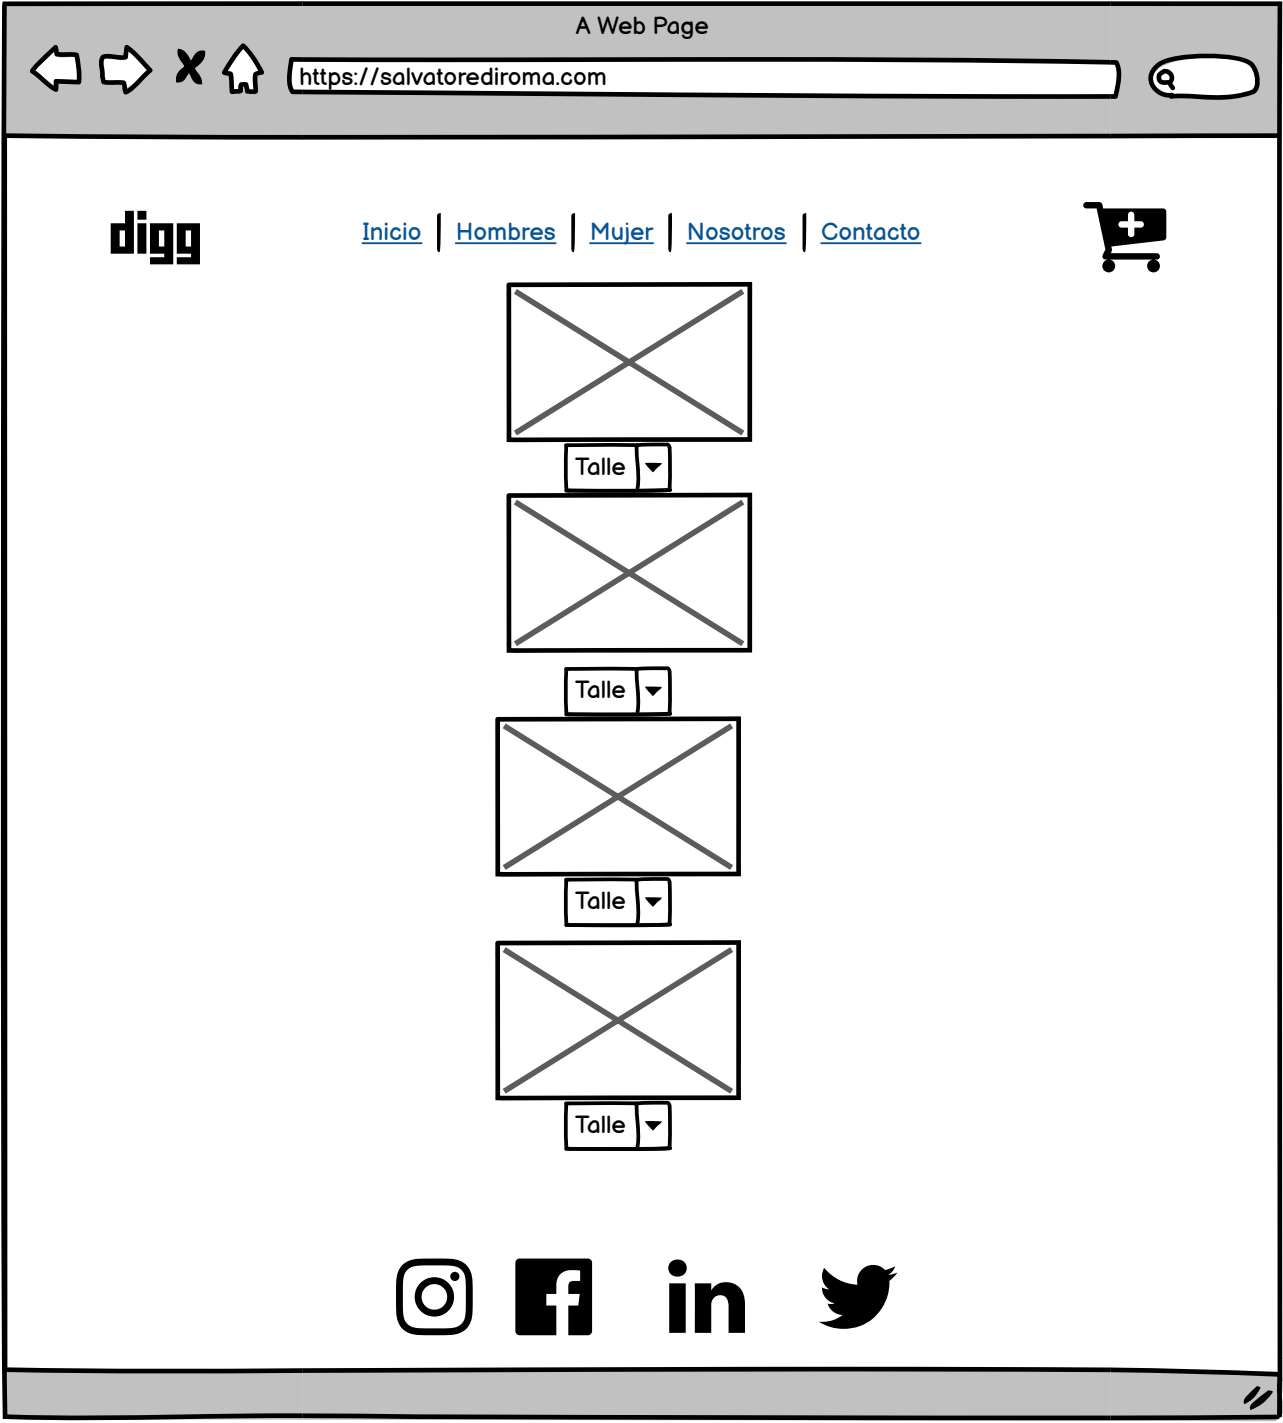 A Web Page
https://salvatorediroma.com
digg
Inicio | Hombres | Mujer | Nosotros | Contacto
Talle
Talle
Talle
Talle
in